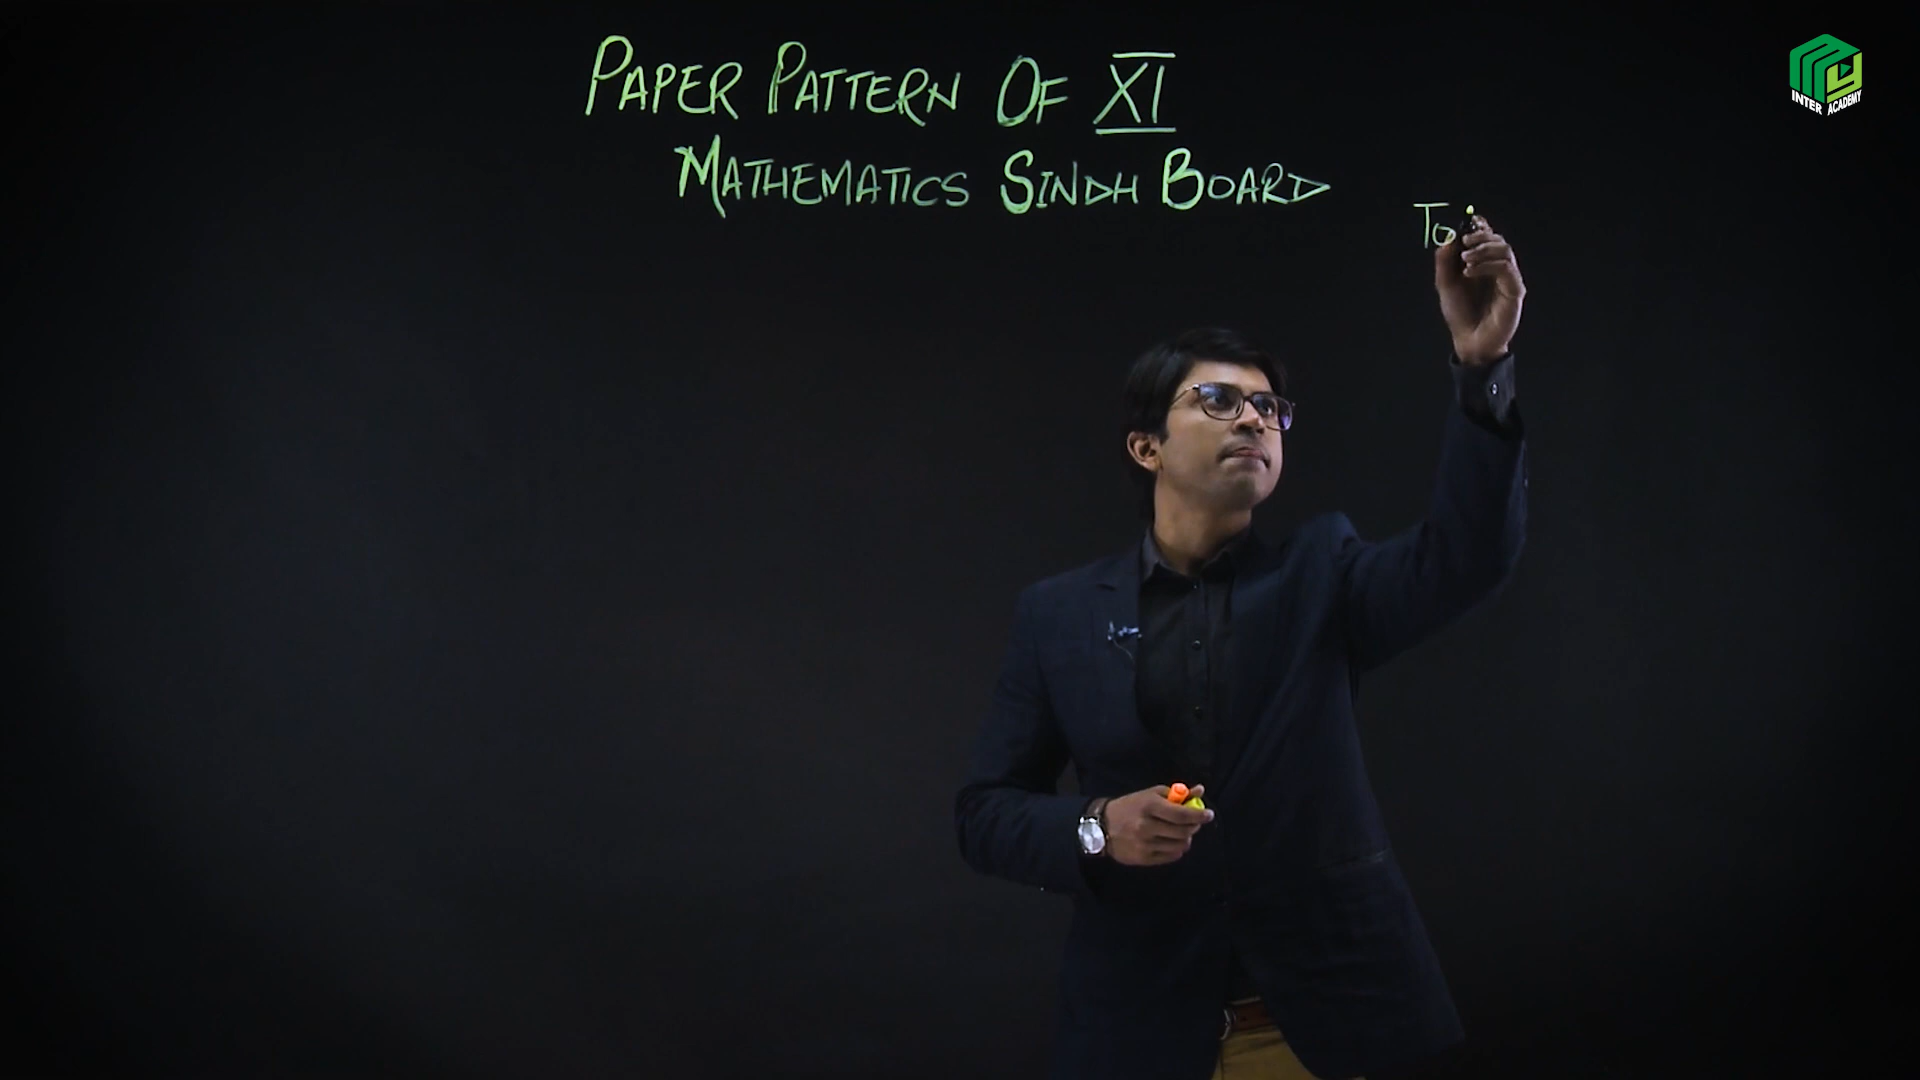 PAPER PATTERN OF XI
MATHEMATICS SINDH BOARD
To
INTER ACADEMY